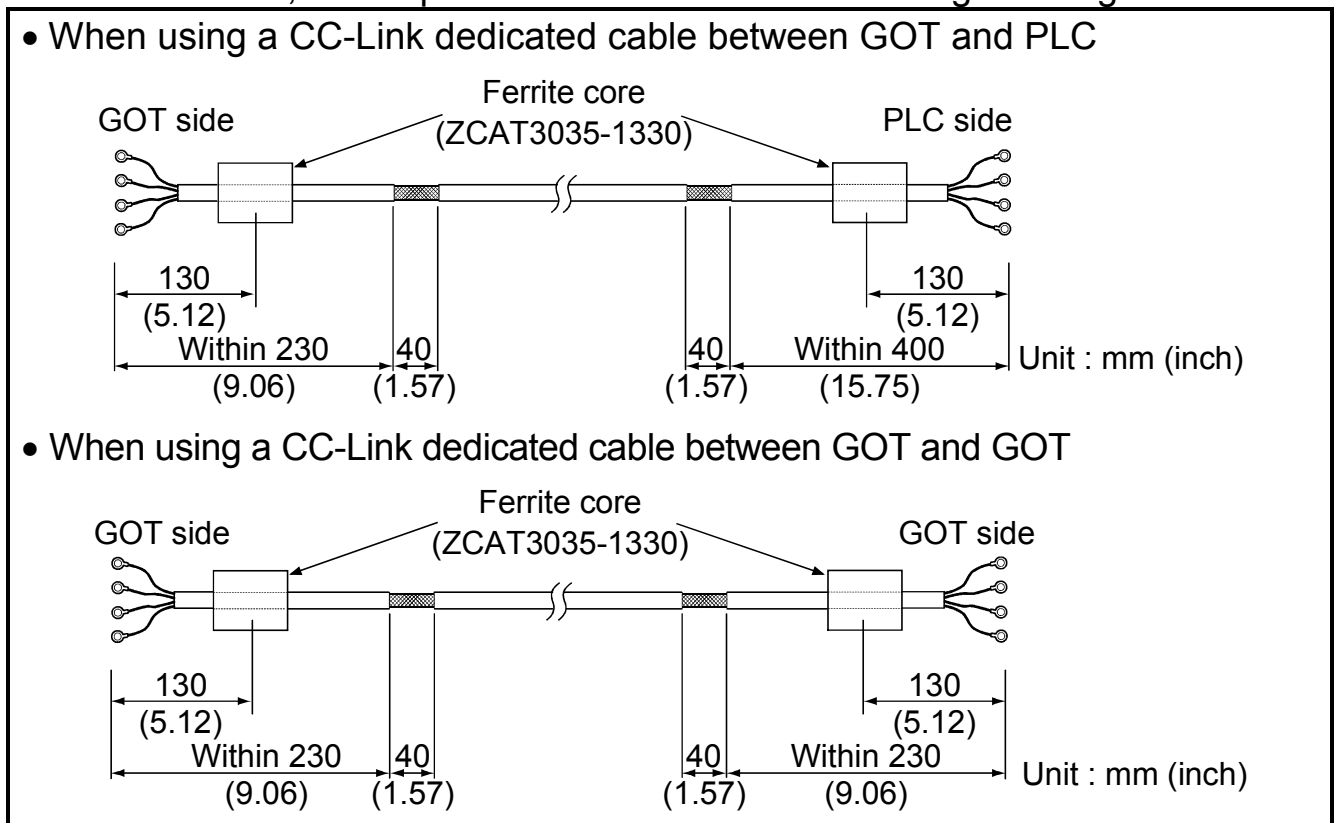 • When using a CC-Link dedicated cable between GOT and PLC
Ferrite core
(ZCAT3035-1330)
GOT side
PLC side
130
(5.12)
130
(5.12)
Within 230
(9.06)
40
(1.57)
40
(1.57)
Within 400
(15.75)
Unit : mm (inch)
• When using a CC-Link dedicated cable between GOT and GOT
Ferrite core
(ZCAT3035-1330)
GOT side
GOT side
130
(5.12)
130
(5.12)
Within 230
(9.06)
40
(1.57)
40
(1.57)
Within 230
(9.06)
Unit : mm (inch)